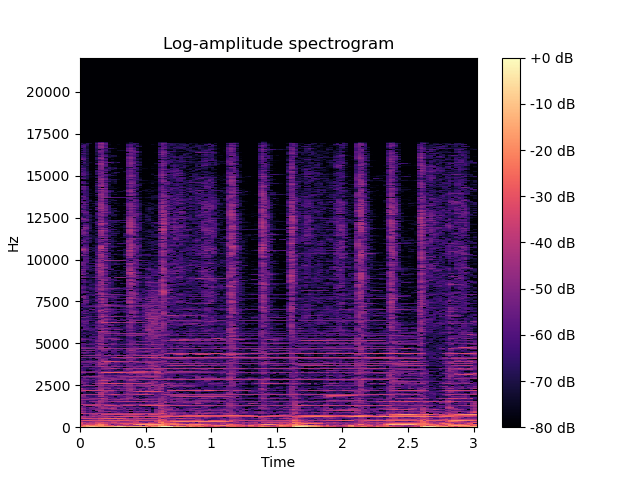 Log-amplitude spectrogram
Hz
20000
17500
15000
12500
10000
7500
5000
2500
0
0 0.5 1 1.5 2 2.5 3
Time
+0 dB
-10 dB
-20 dB
-30 dB
-40 dB
-50 dB
-60 dB
-70 dB
-80 dB